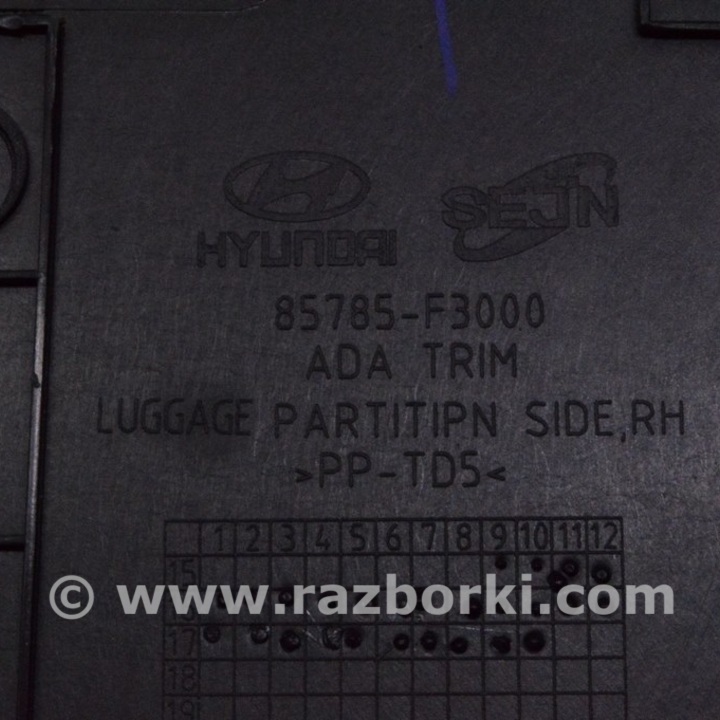 HYUNDAI SEJN
85785-F3000
ADA TRIM
LUGGAGE PARTITIPN SIDE,RH
>PP-TD5<
1 2 3 4 5 6 7 8 9 10 11 12
15
© www.razborki.com
16
17
18
19